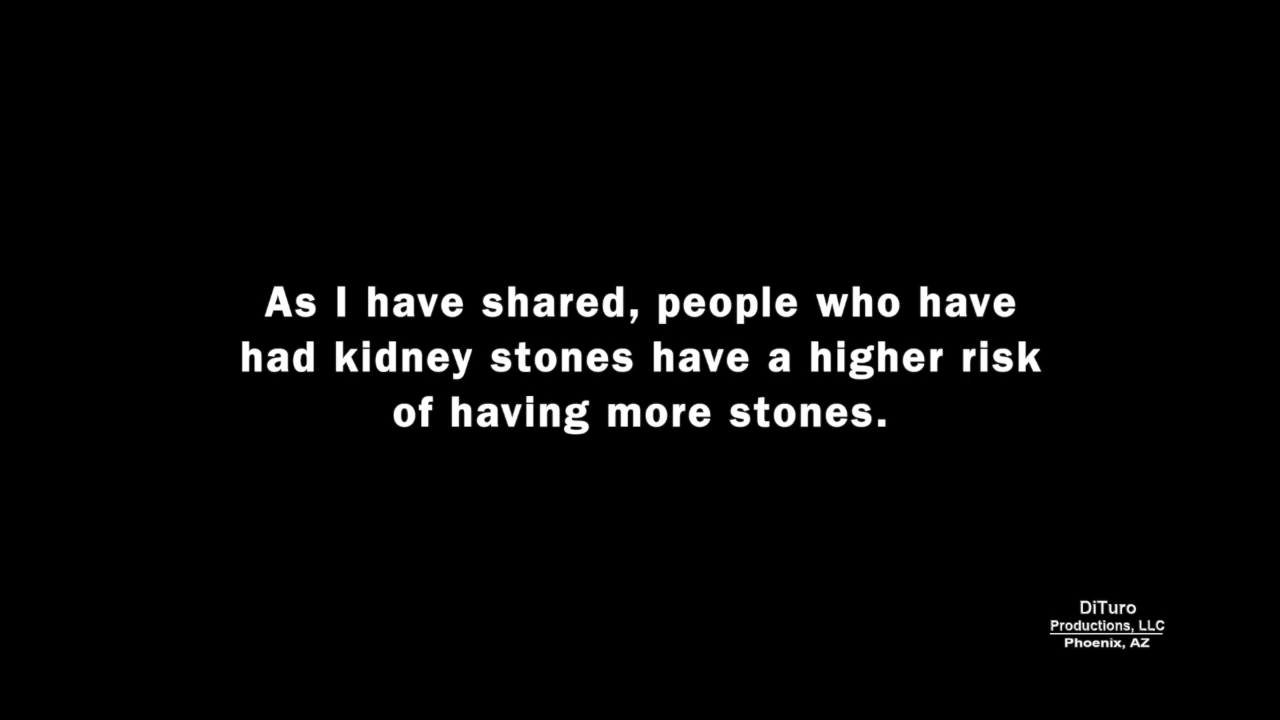 As I have shared, people who have
had kidney stones have a higher risk
of having more stones.
DiTuro
Productions, LLC
Phoenix, AZ